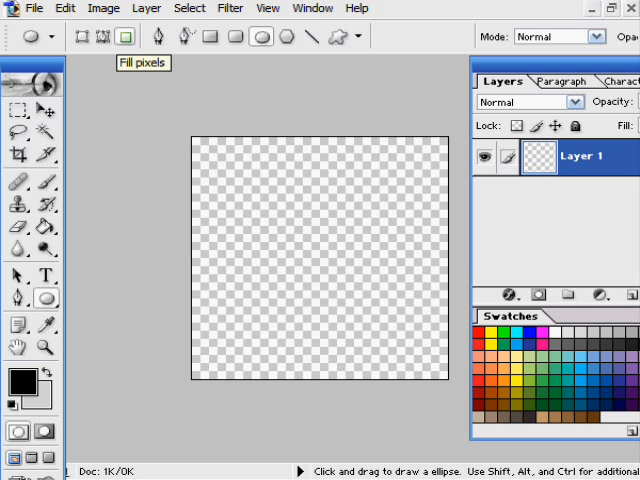 File Edit Image Layer Select Filter View Window Help
Mode: Normal Opa
Fill pixels
Layers Paragraph Charact
Normal Opacity:
Lock: Fill:
Layer 1
T
Swatches
Doc: 1K/0K Click and drag to draw a ellipse. Use Shift, Alt, and Ctrl for additional